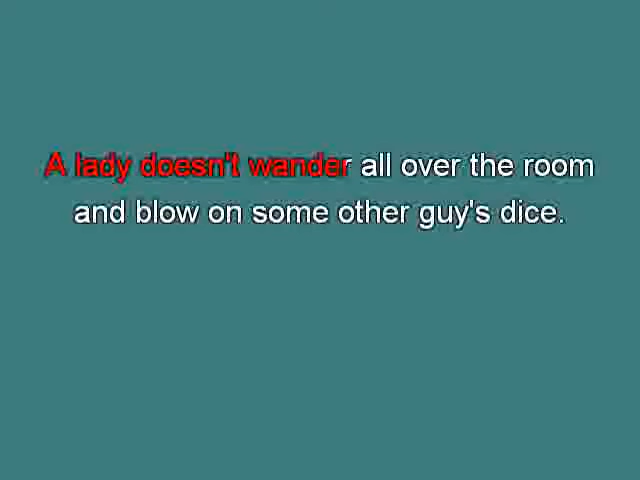 A lady doesn't wander all over the room
and blow on some other guy's dice.